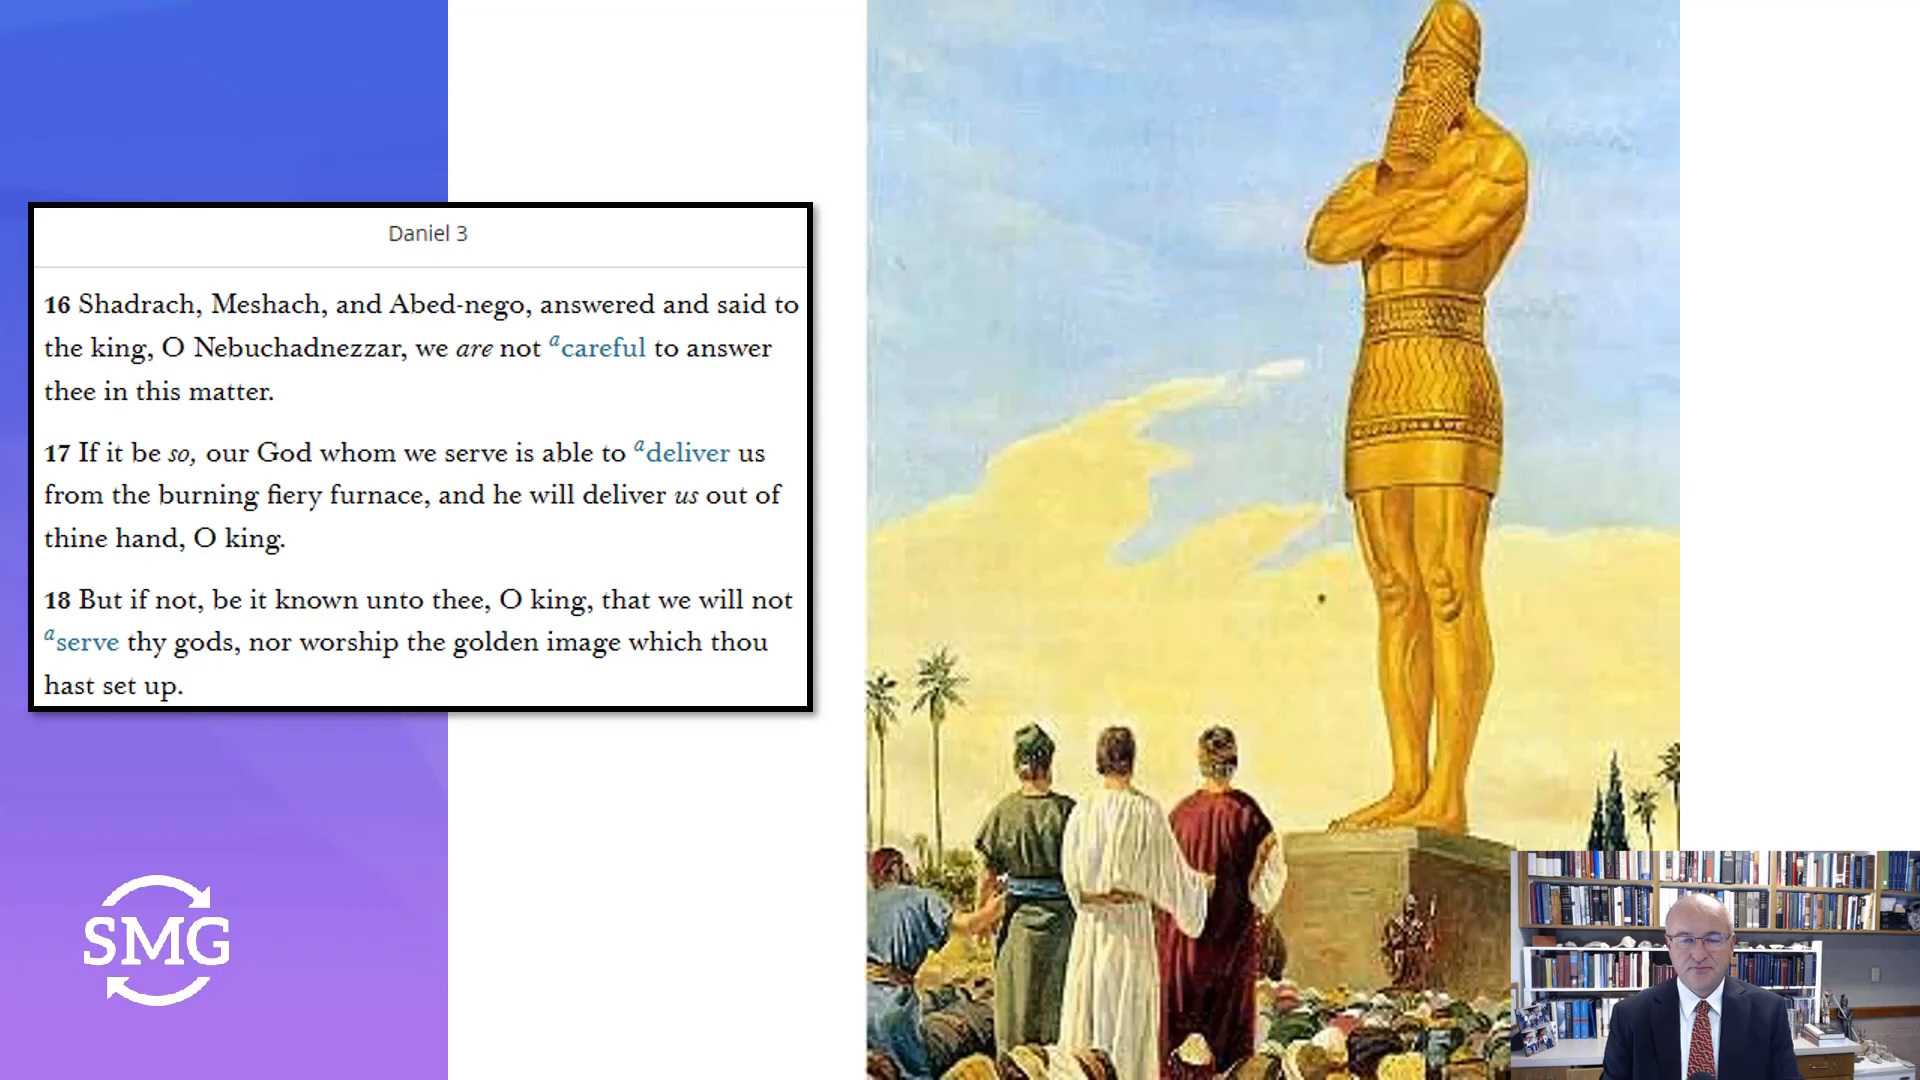 Daniel 3
16 Shadrach, Meshach, and Abed-nego, answered and said to
the king, O Nebuchadnezzar, we are not a careful to answer
thee in this matter.
17 If it be so, our God whom we serve is able to a deliver us
from the burning fiery furnace, and he will deliver us out of
thine hand, O king.
18 But if not, be it known unto thee, O king, that we will not
a serve thy gods, nor worship the golden image which thou
hast set up.
SMG